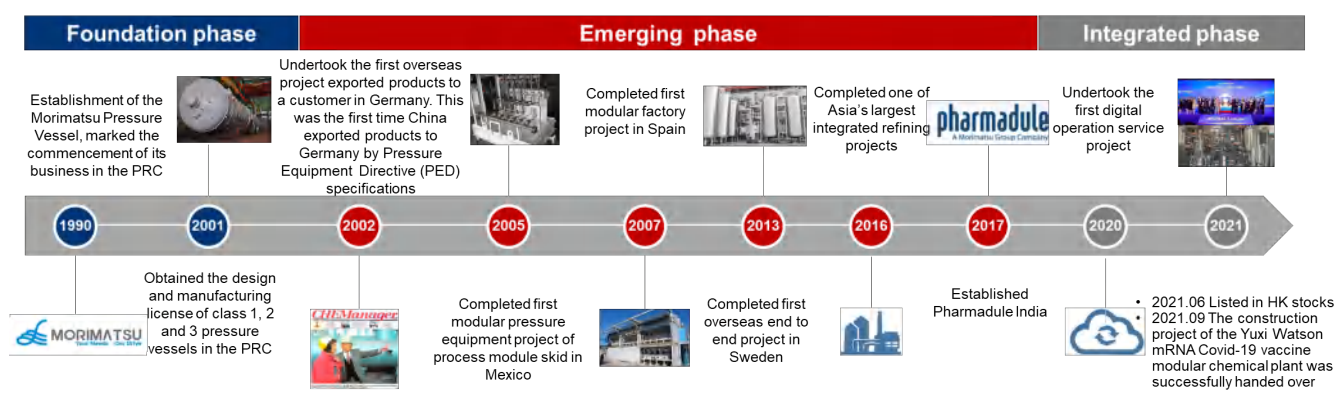 Foundation phase
Emerging phase
Integrated phase
Establishment of the
Morimatsu Pressure
Vessel, marked the
commencement of its
business in the PRC
Undertook the first overseas
project exported products to
a customer in Germany. This
was the first time China
exported products to
Germany by Pressure
Equipment Directive (PED)
specifications
Completed first
modular factory
project in Spain
Completed one of
Asia's largest
integrated refining
projects
pharmadule
A Morimatsu Group Company
Undertook the
first digital
operation service
project
1990
2001
2002
2005
2007
2013
2016
2017
2020
2021
MORIMATSU
Obtained the design
and manufacturing
license of class 1, 2
and 3 pressure
vessels in the PRC
CHEManager
Completed first
modular pressure
equipment project of
process module skid in
Mexico
Completed first
overseas end to
end project in
Sweden
Established
Pharmadule India
• 2021.06 Listed in HK stocks
• 2021.09 The construction
project of the Yuxi Watson
mRNA Covid-19 vaccine
modular chemical plant was
successfully handed over